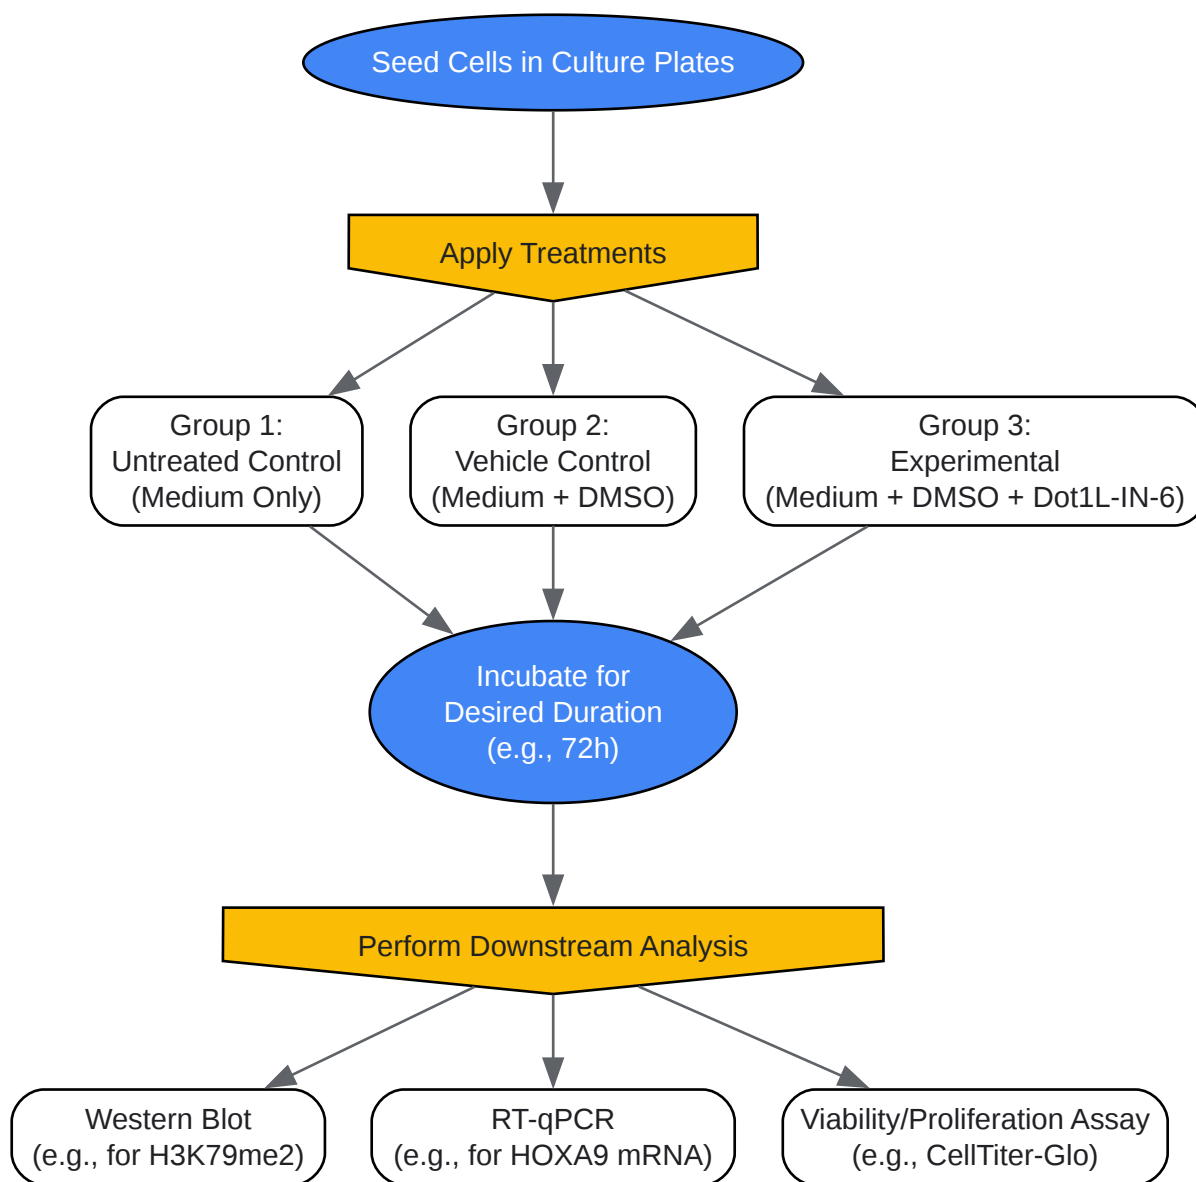 Seed Cells in Culture Plates
Apply Treatments
Group 1:
Untreated Control
(Medium Only)
Group 2:
Vehicle Control
(Medium + DMSO)
Group 3:
Experimental
(Medium + DMSO + Dot1L-IN-6)
Incubate for
Desired Duration
(e.g., 72h)
Perform Downstream Analysis
Western Blot
(e.g., for H3K79me2)
RT-qPCR
(e.g., for HOXA9 mRNA)
Viability/Proliferation Assay
(e.g., CellTiter-Glo)